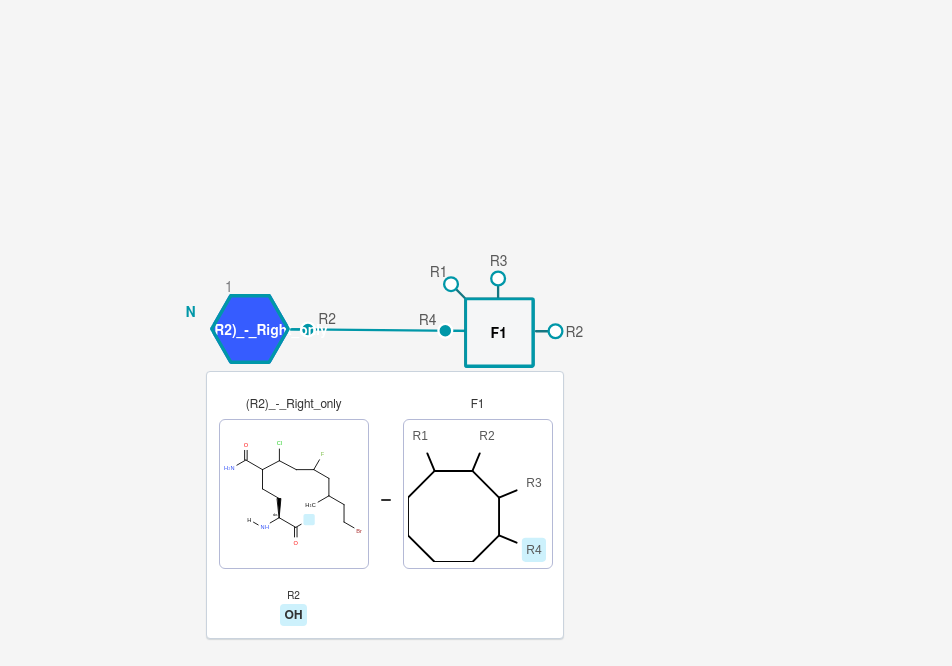 R3
R1
1
N
R2
R4
(R2)_-_Right_only
F1
R2
(R2)_-_Right_only
F1
O
Cl
F
H₂N
H₃C
H
NH
Br
O
R1
R2
R3
R4
R2
OH